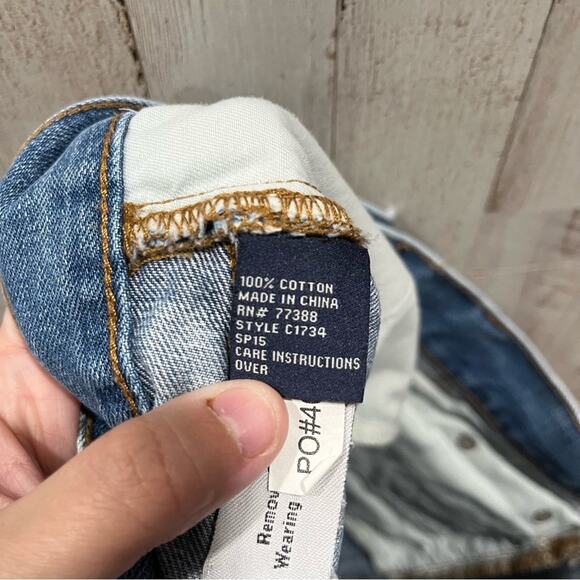 100% COTTON
MADE IN CHINA
RN# 77388
STYLE C1734
SP15
CARE INSTRUCTIONS
OVER
PO#4
Remov
Wearing